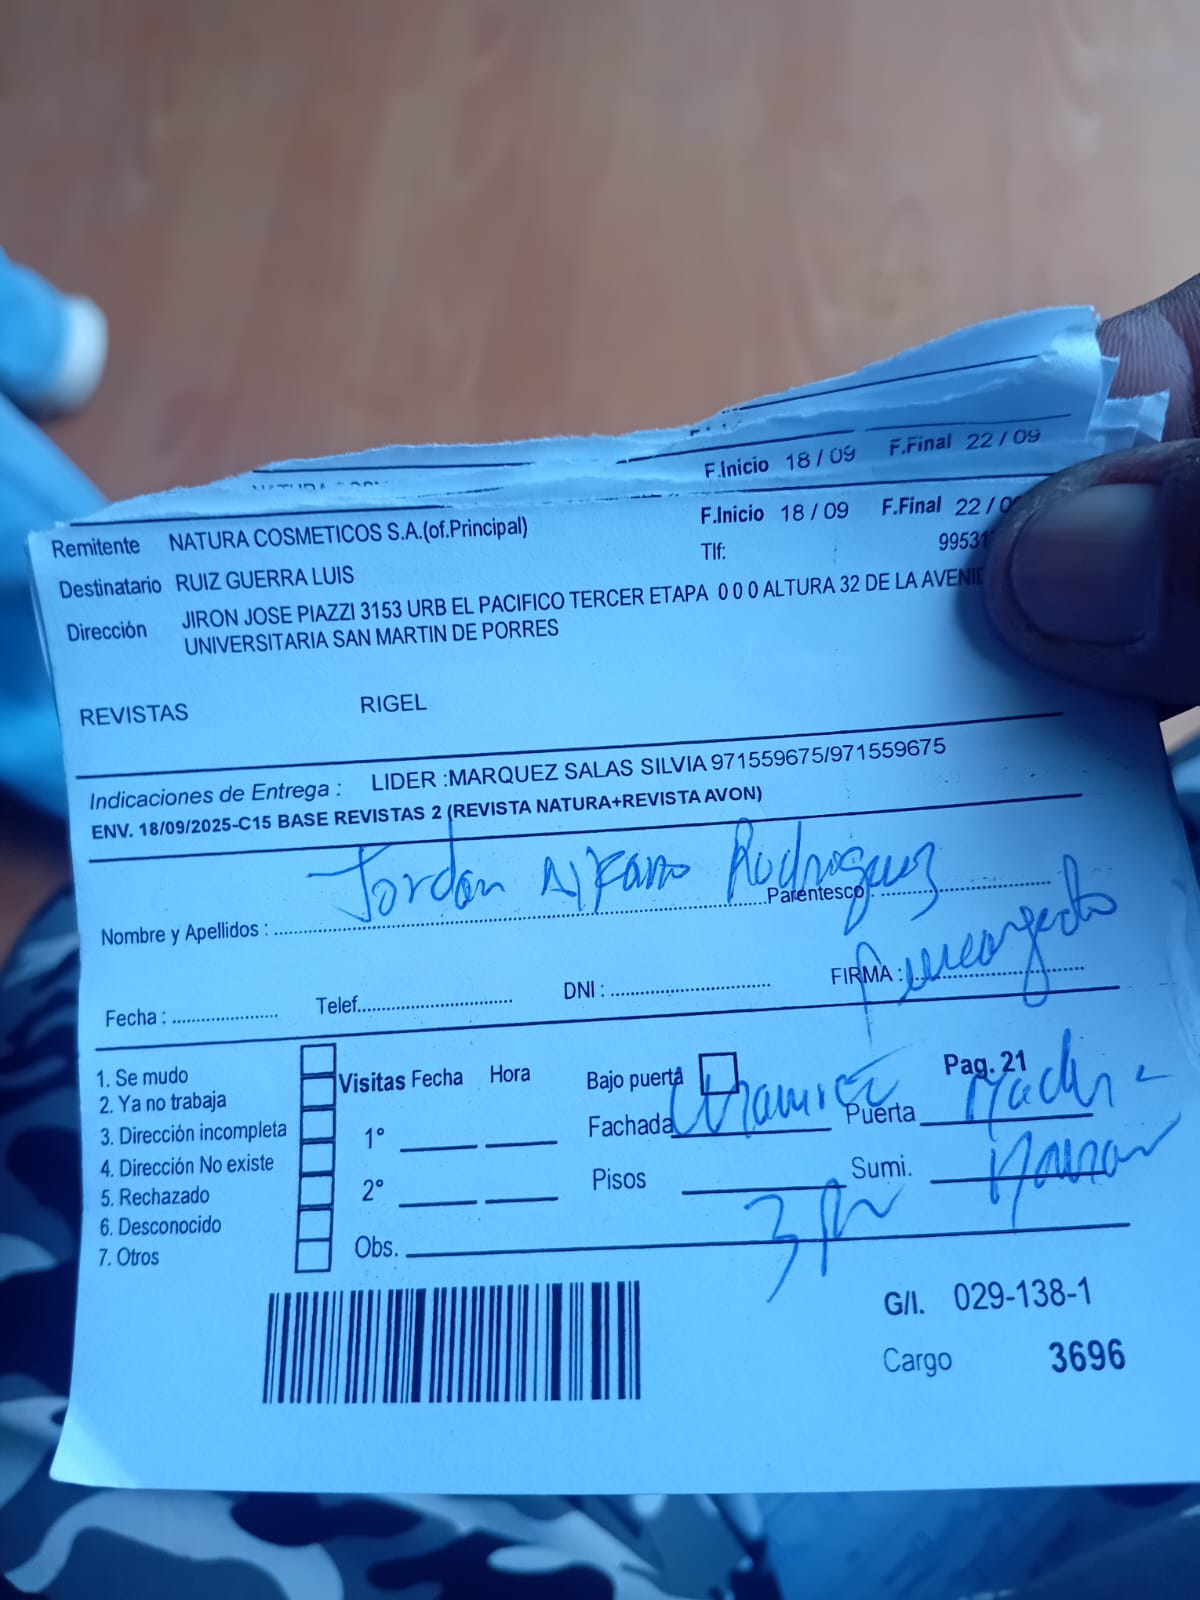 F.Inicio 18 / 09 F.Final 22 / 09
Remitente NATURA COSMETICOS S.A.(of.Principal) F.Inicio 18 / 09 F.Final 22 / 0
Tlf: 9953
Destinatario RUIZ GUERRA LUIS
Dirección JIRON JOSE PIAZZI 3153 URB EL PACIFICO TERCER ETAPA 0 0 0 ALTURA 32 DE LA AVENID
UNIVERSITARIA SAN MARTIN DE PORRES
REVISTAS RIGEL
Indicaciones de Entrega : LIDER :MARQUEZ SALAS SILVIA 971559675/971559675
ENV. 18/09/2025-C15 BASE REVISTAS 2 (REVISTA NATURA+REVISTA AVON)
Jordan Alfaro Rodriguez
Nombre y Apellidos : Parentesco :
encargado
Fecha : Telef. DNI : FIRMA :
1. Se mudo
2. Ya no trabaja
3. Dirección incompleta
4. Dirección No existe
5. Rechazado
6. Desconocido
7. Otros
Visitas Fecha Hora
1°
2°
Obs.
Bajo puerta Pag. 21
Fachada Puerta
Pisos Sumi.
3
G/I. 029-138-1
Cargo 3696